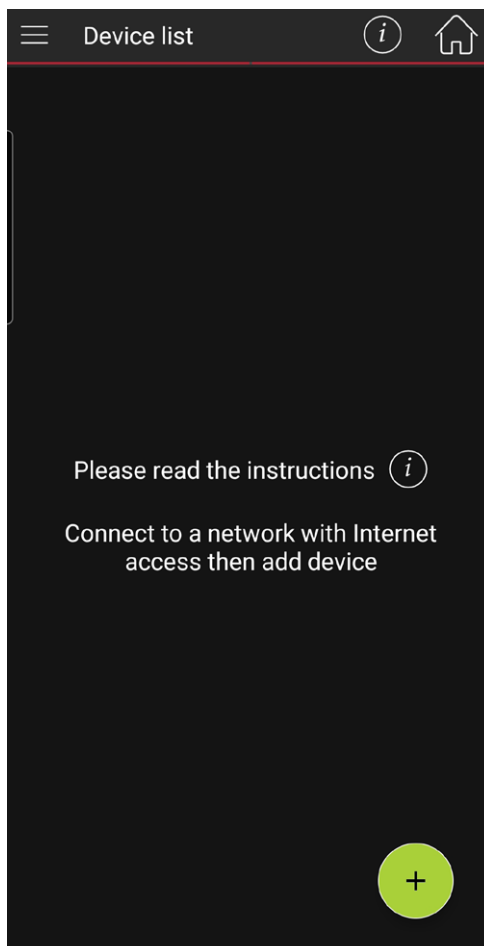 Device list
Please read the instructions i
Connect to a network with Internet
access then add device
+